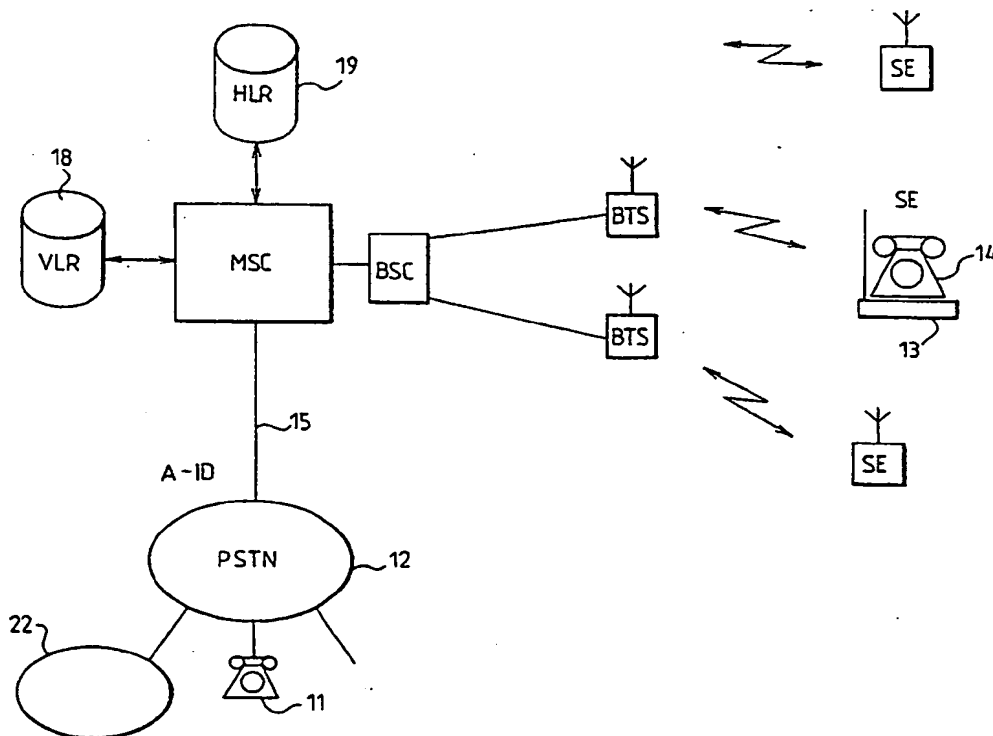 HLR
19
SE
18
VLR
MSC
BSC
BTS
SE
14
BTS
13
15
A-ID
SE
PSTN
12
22
11